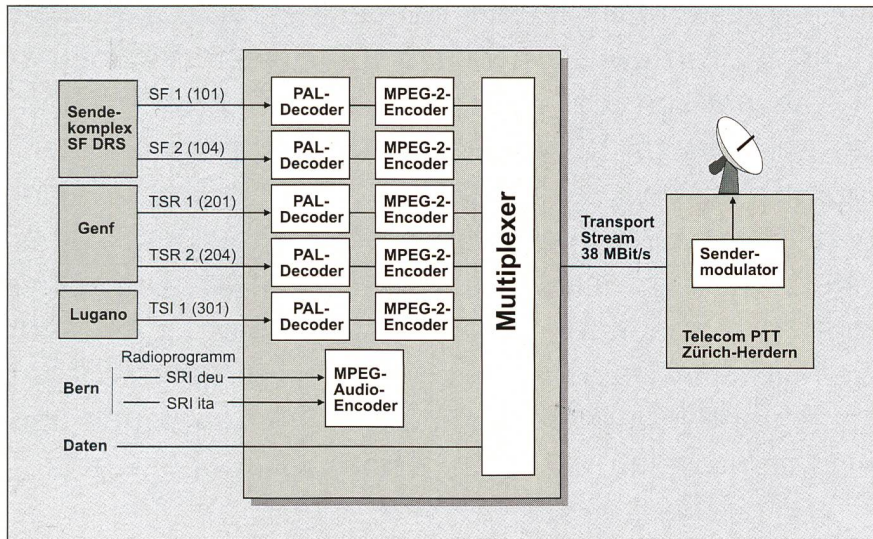 Sende-
komplex
SF DRS
SF 1 (101)
SF 2 (104)
Genf
TSR 1 (201)
TSR 2 (204)
Lugano
TSI 1 (301)
Radioprogramm
Bern
SRI deu
SRI ita
Daten
PAL-
Decoder
MPEG-2-
Encoder
PAL-
Decoder
MPEG-2-
Encoder
PAL-
Decoder
MPEG-2-
Encoder
PAL-
Decoder
MPEG-2-
Encoder
PAL-
Decoder
MPEG-2-
Encoder
MPEG-
Audio-
Encoder
Multiplexer
Transport
Stream
38 MBit/s
Sender-
modulator
Telecom PTT
Zürich-Herdern